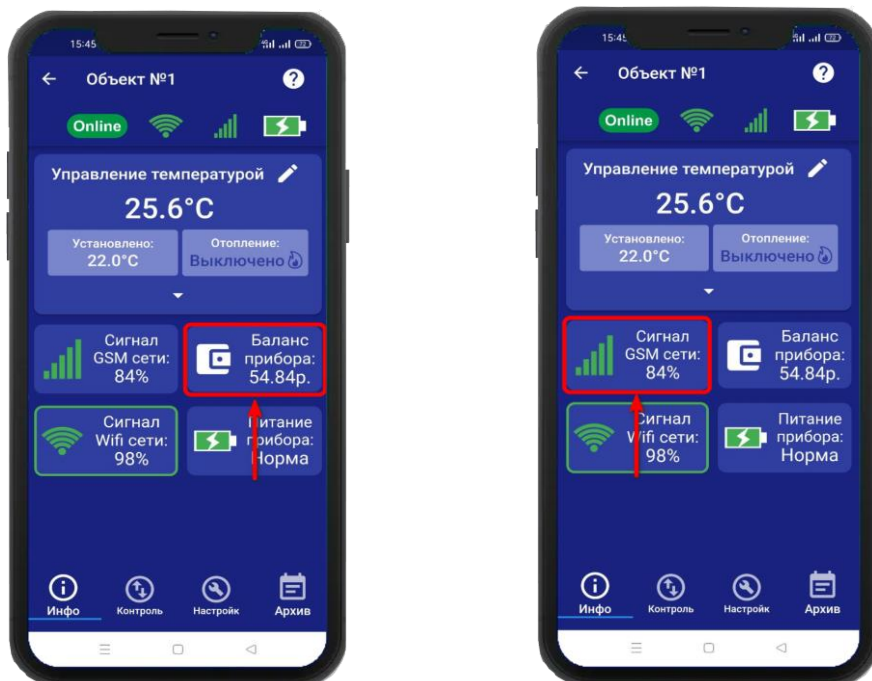 15:45
Объект №1
Online
Управление температурой
25.6°C
Установлено:
22.0°C
Отопление:
Выключено
Сигнал
GSM сети:
84%
Баланс
прибора:
54.84р.
Сигнал
Wifi сети:
98%
Питание
прибора:
Норма
Инфо
Контроль
Настройк
Архив
15:45
Объект №1
Online
Управление температурой
25.6°C
Установлено:
22.0°C
Отопление:
Выключено
Сигнал
GSM сети:
84%
Баланс
прибора:
54.84р.
Сигнал
Wifi сети:
98%
Питание
прибора:
Норма
Инфо
Контроль
Настройк
Архив